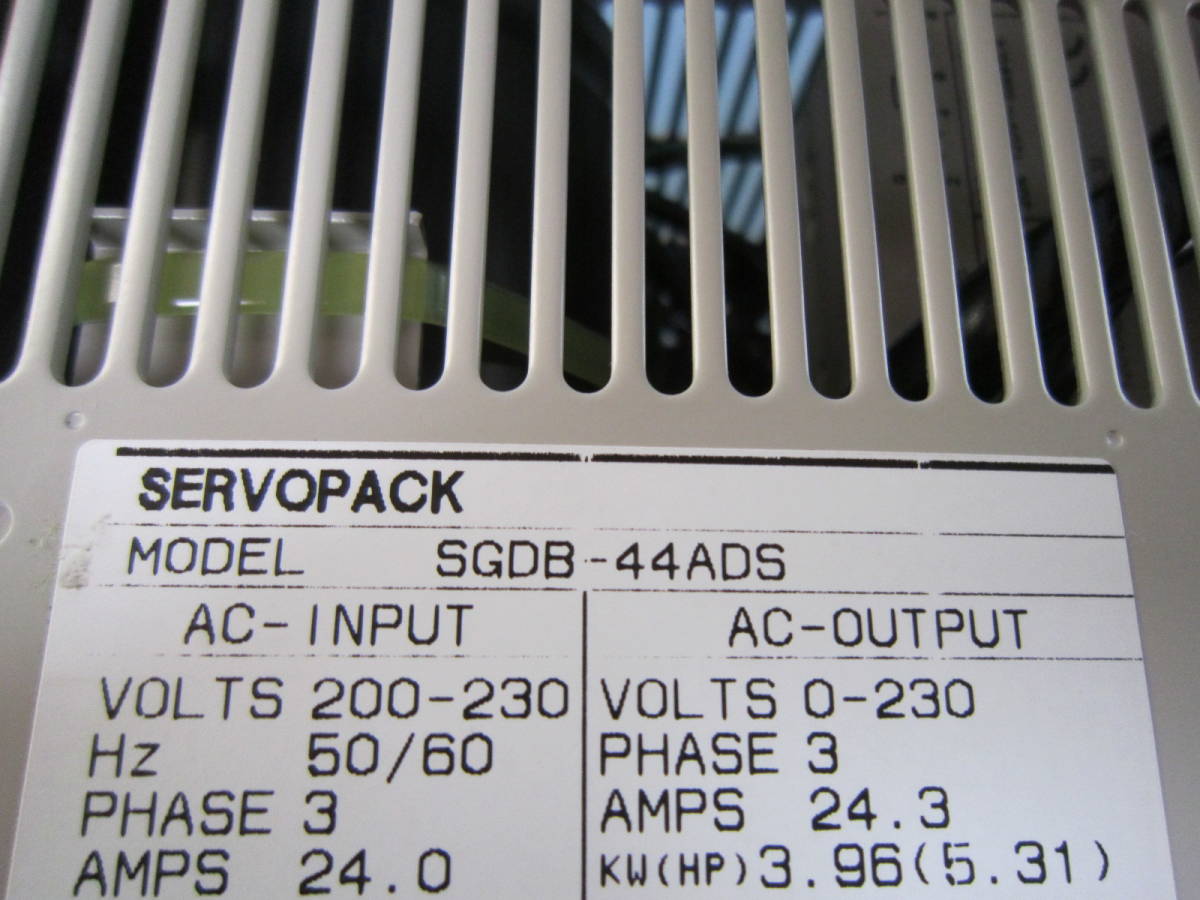 SERVOPACK
MODEL SGDB-44ADS
AC-INPUT AC-OUTPUT
VOLTS 200-230 VOLTS 0-230
Hz 50/60 PHASE 3
PHASE 3 AMPS 24.3
AMPS 24.0 KW(HP)3.96(5.31)